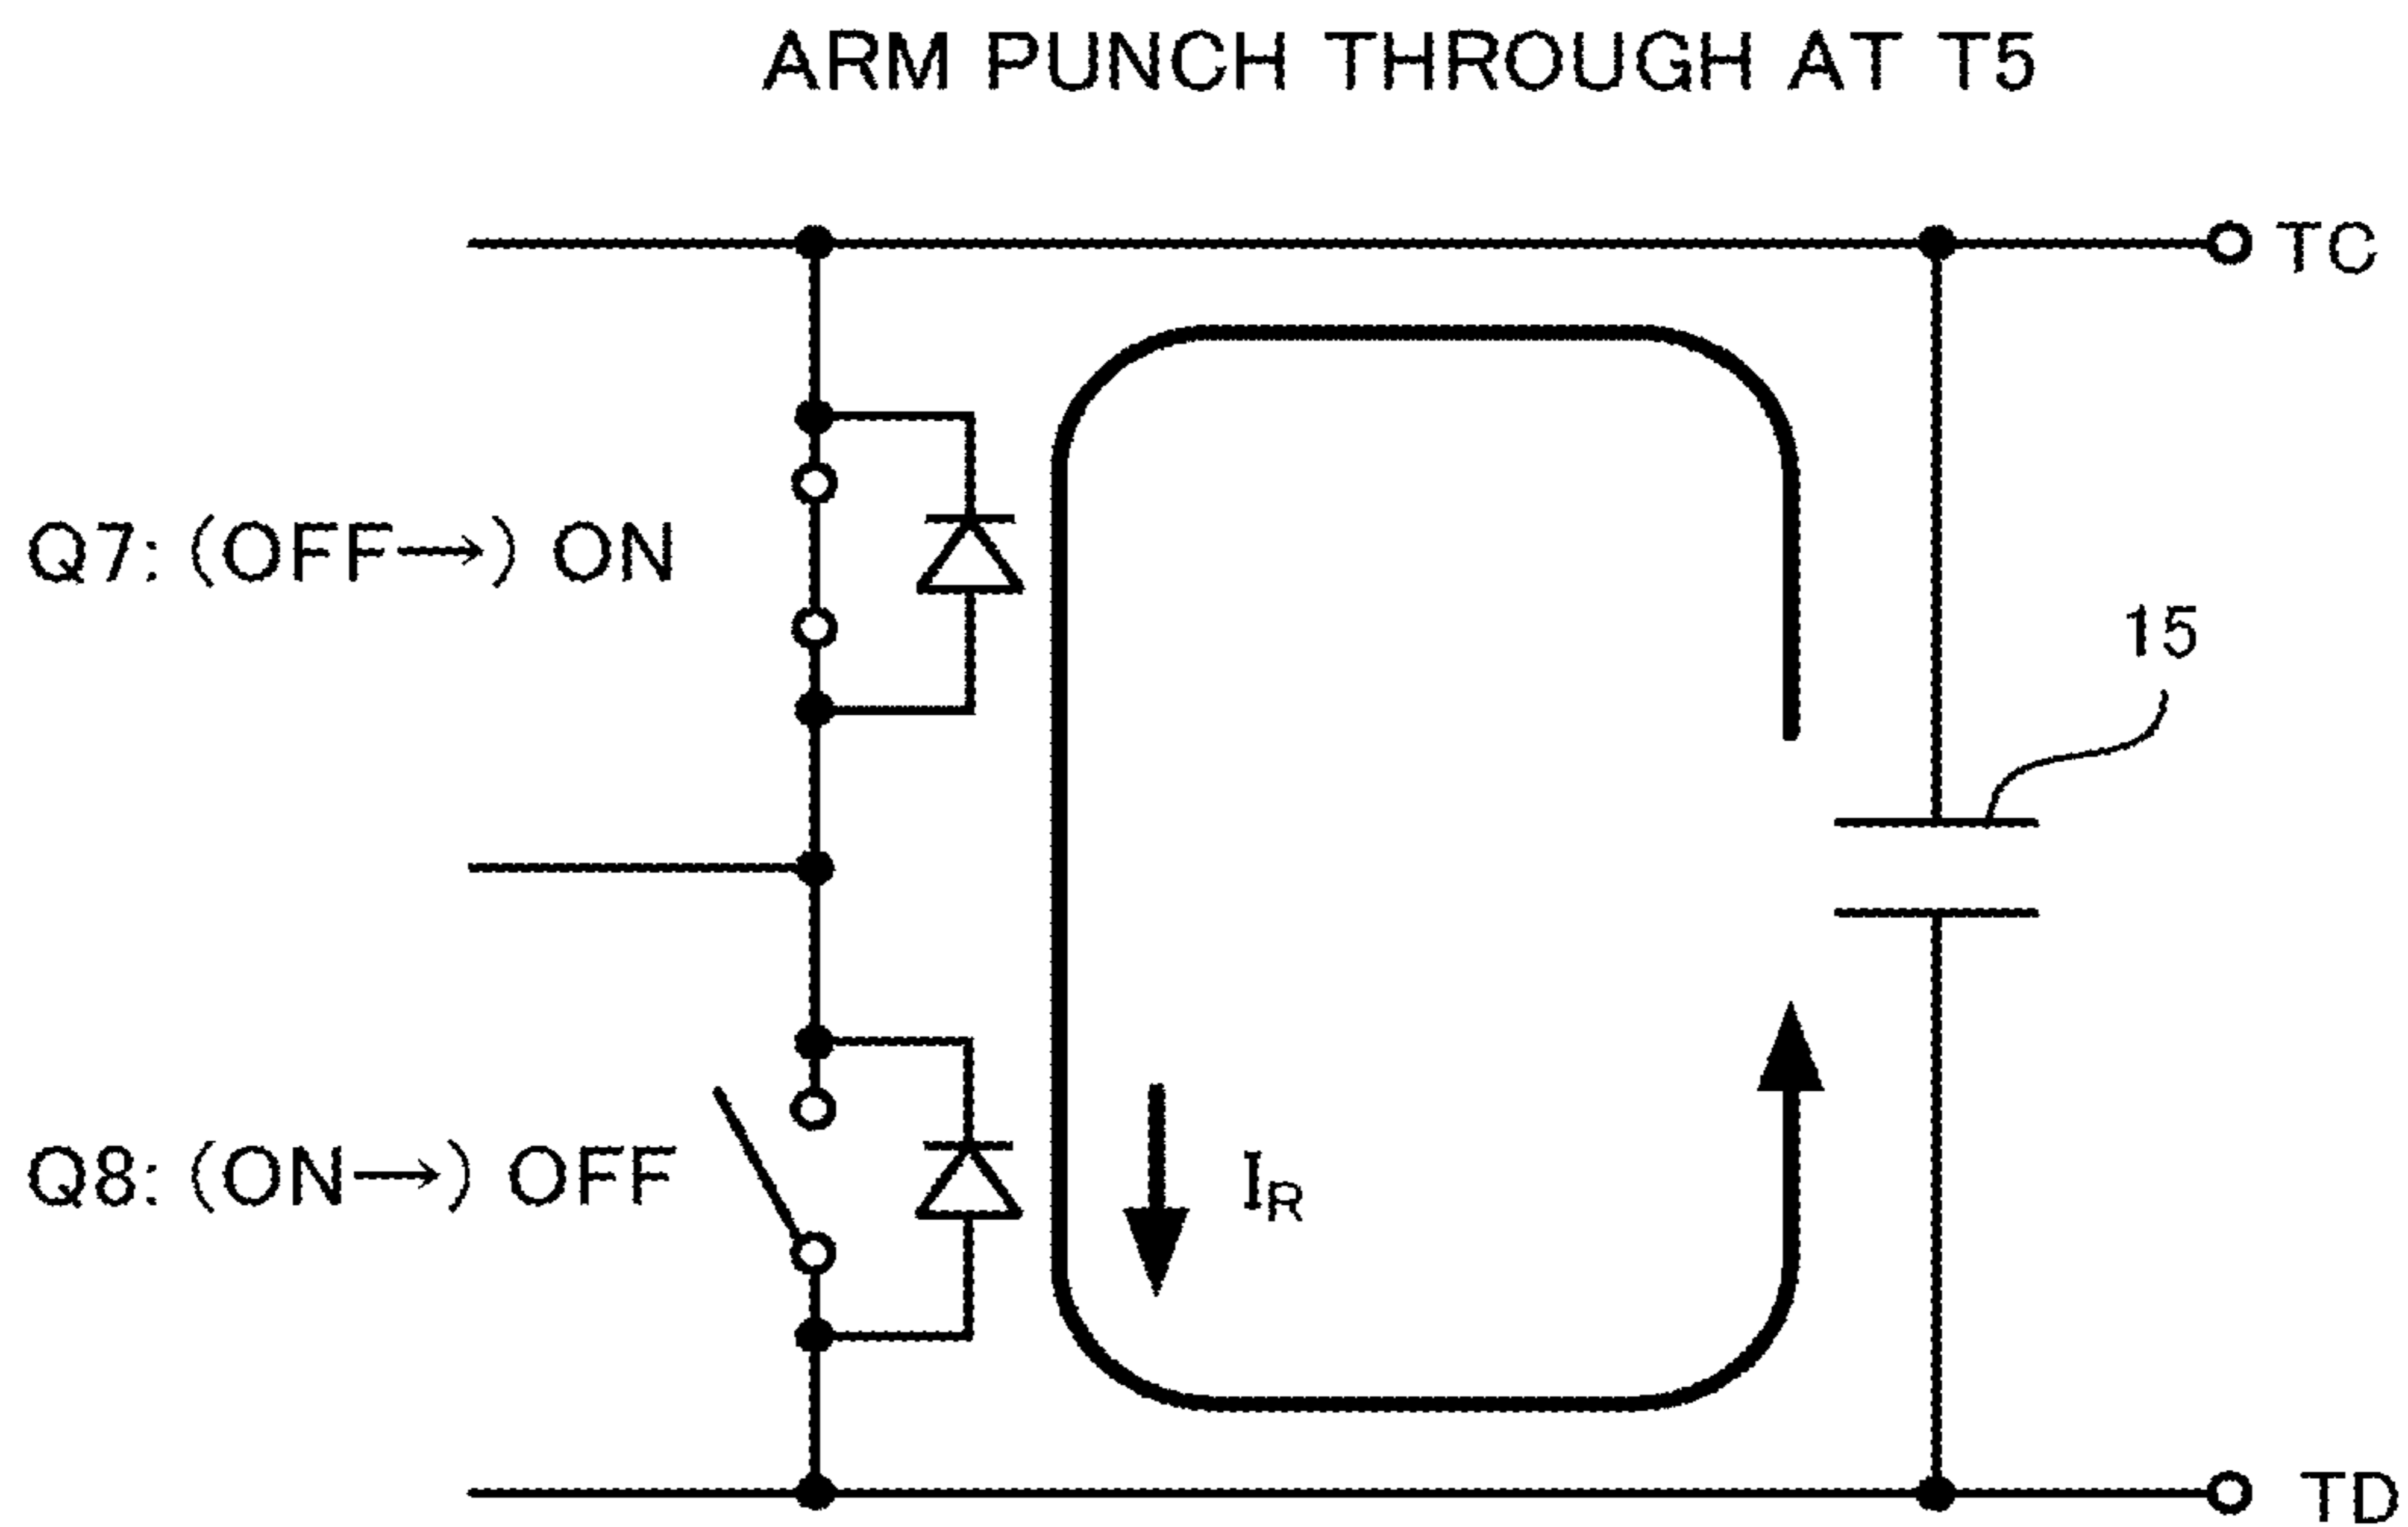 ARM PUNCH THROUGH AT T5
TC
Q7: (OFF→) ON
15
Q8: (ON→) OFF
IR
TD